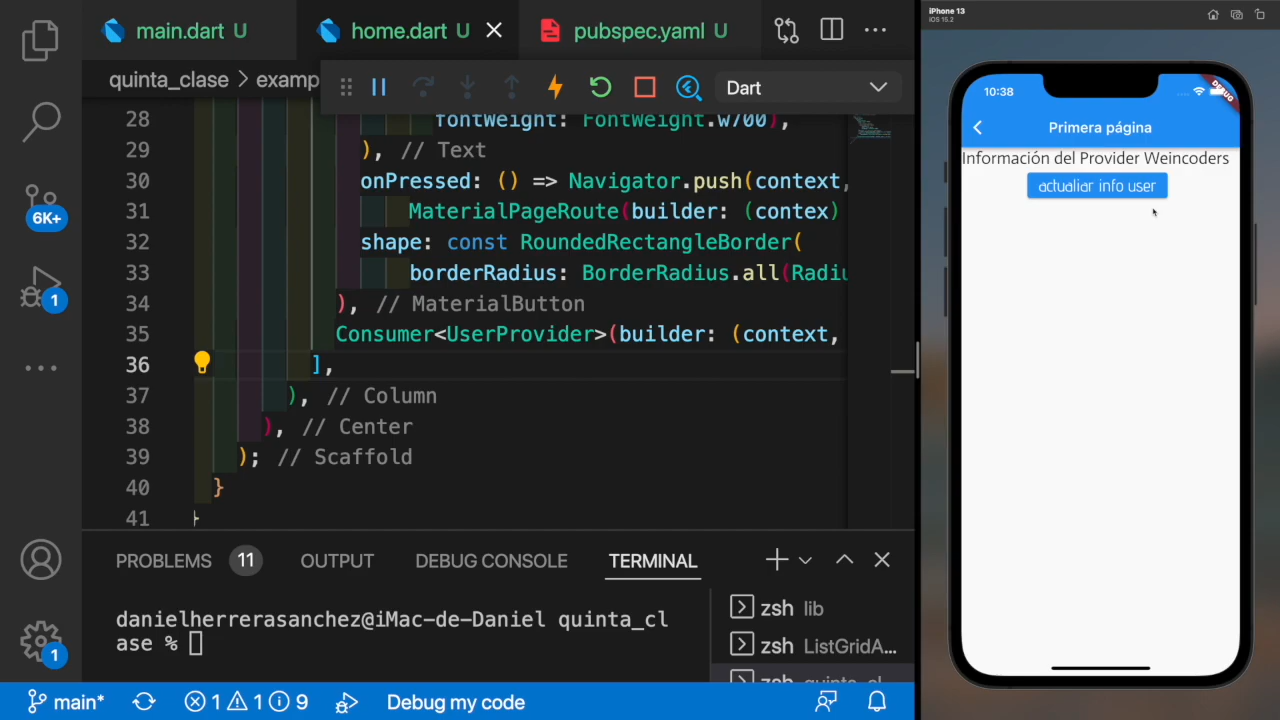 main.dart U
home.dart U
pubspec.yaml U
quinta_clase > examp
Dart
28 fontWeight: FontWeight.w700),
29 ), // Text
30 onPressed: () => Navigator.push(context,
31 MaterialPageRoute(builder: (contex)
32 shape: const RoundedRectangleBorder(
33 borderRadius: BorderRadius.all(Radiu
34 ), // MaterialButton
35 Consumer<UserProvider>(builder: (context,
36 ],
37 ), // Column
38 ), // Center
39 ); // Scaffold
40 }
41 }
6K+
1
1
PROBLEMS 11 OUTPUT DEBUG CONSOLE TERMINAL
danielherrerasanchez@iMac-de-Daniel quinta_cl
ase %
zsh lib
zsh ListGridA...
zsh quinta_cl
main* 1 1 9 Debug my code
iPhone 13
iOS 15.2
10:38
DEBUG
Primera página
Información del Provider Weincoders
actualiar info user